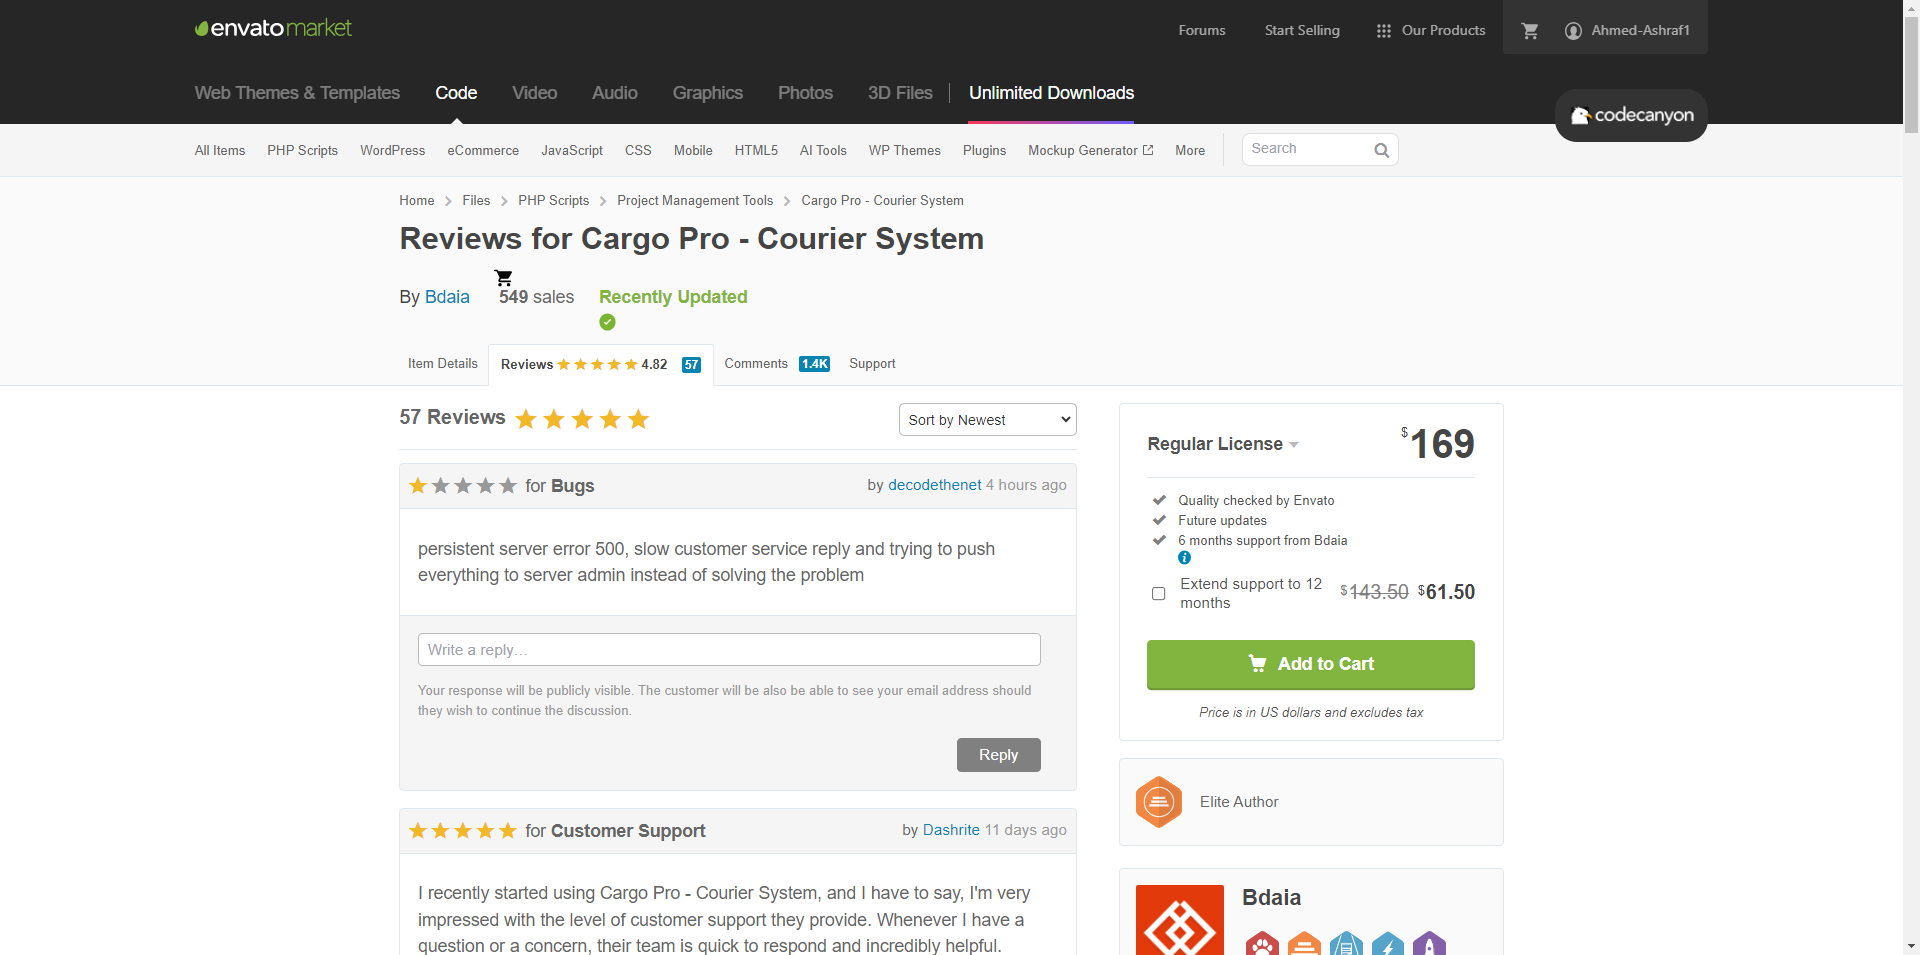 envato market
Forums
Start Selling
Our Products
Ahmed-Ashraf1
Web Themes & Templates
Code
Video
Audio
Graphics
Photos
3D Files
Unlimited Downloads
codecanyon
All Items
PHP Scripts
WordPress
eCommerce
JavaScript
CSS
Mobile
HTML5
AI Tools
WP Themes
Plugins
Mockup Generator
More
Search
Home
Files
PHP Scripts
Project Management Tools
Cargo Pro - Courier System
Reviews for Cargo Pro - Courier System
By Bdaia
549 sales
Recently Updated
Item Details
Reviews 4.82 57
Comments 1.4K
Support
57 Reviews
Sort by Newest
for Bugs
by decodethenet 4 hours ago
persistent server error 500, slow customer service reply and trying to push
everything to server admin instead of solving the problem
Write a reply...
Your response will be publicly visible. The customer will be also be able to see your email address should
they wish to continue the discussion.
Reply
for Customer Support
by Dashrite 11 days ago
I recently started using Cargo Pro - Courier System, and I have to say, I'm very
impressed with the level of customer support they provide. Whenever I have a
question or a concern, their team is quick to respond and incredibly helpful.
Regular License
$169
Quality checked by Envato
Future updates
6 months support from Bdaia
Extend support to 12
months
$143.50 $61.50
Add to Cart
Price is in US dollars and excludes tax
Elite Author
Bdaia